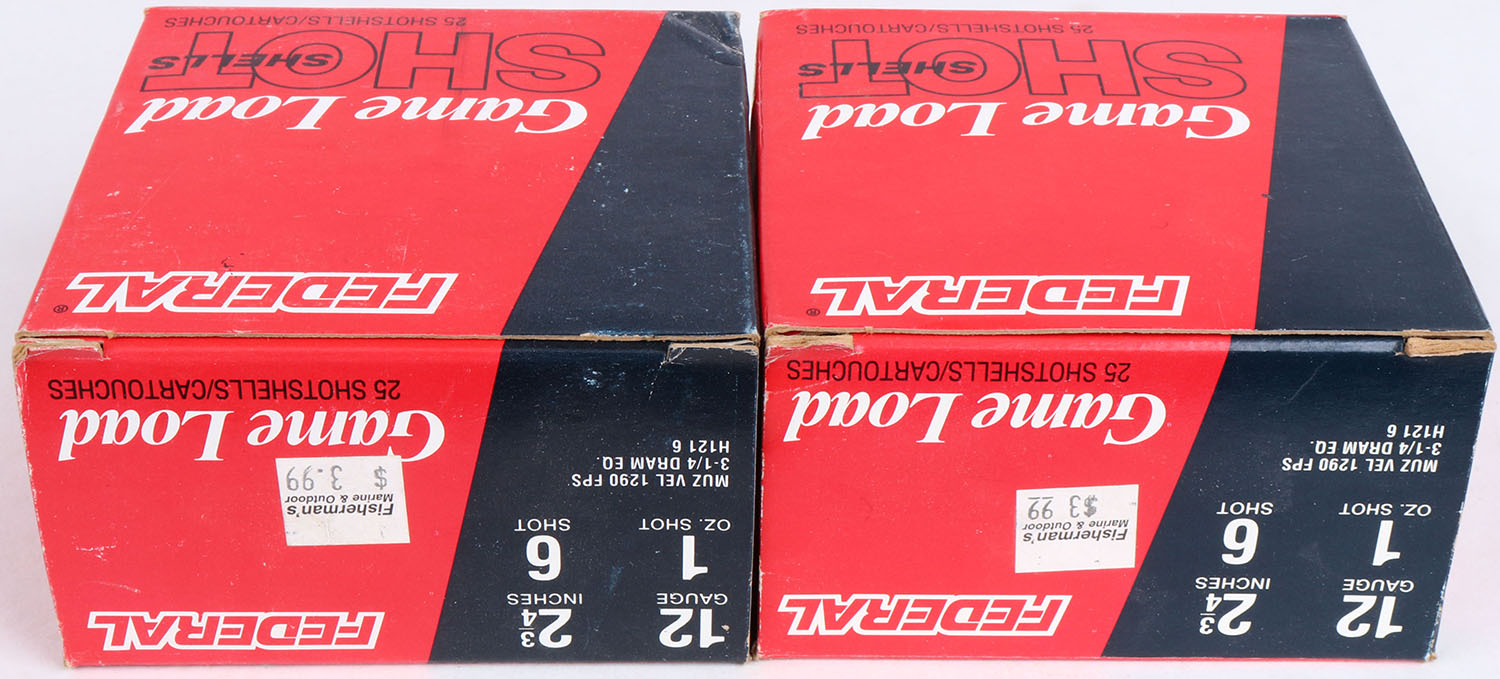 12 2 3/4
GAUGE INCHES
1 6
OZ. SHOT SHOT
MUZ VEL 1290 FPS
3-1/4 DRAM EQ.
H121 6
FEDERAL
Fisherman's
Marine & Outdoor
$3.99
Game Load
25 SHOTSHELLS/CARTOUCHES
FEDERAL®
Game Load
SHOT
SHELLS
25 SHOTSHELLS/CARTOUCHES
12 2 3/4
GAUGE INCHES
1 6
OZ. SHOT SHOT
MUZ VEL 1290 FPS
3-1/4 DRAM EQ.
H121 6
FEDERAL
Fisherman's
Marine & Outdoor
$ 3.99
Game Load
25 SHOTSHELLS/CARTOUCHES
FEDERAL®
Game Load
SHOT
SHELLS
25 SHOTSHELLS/CARTOUCHES